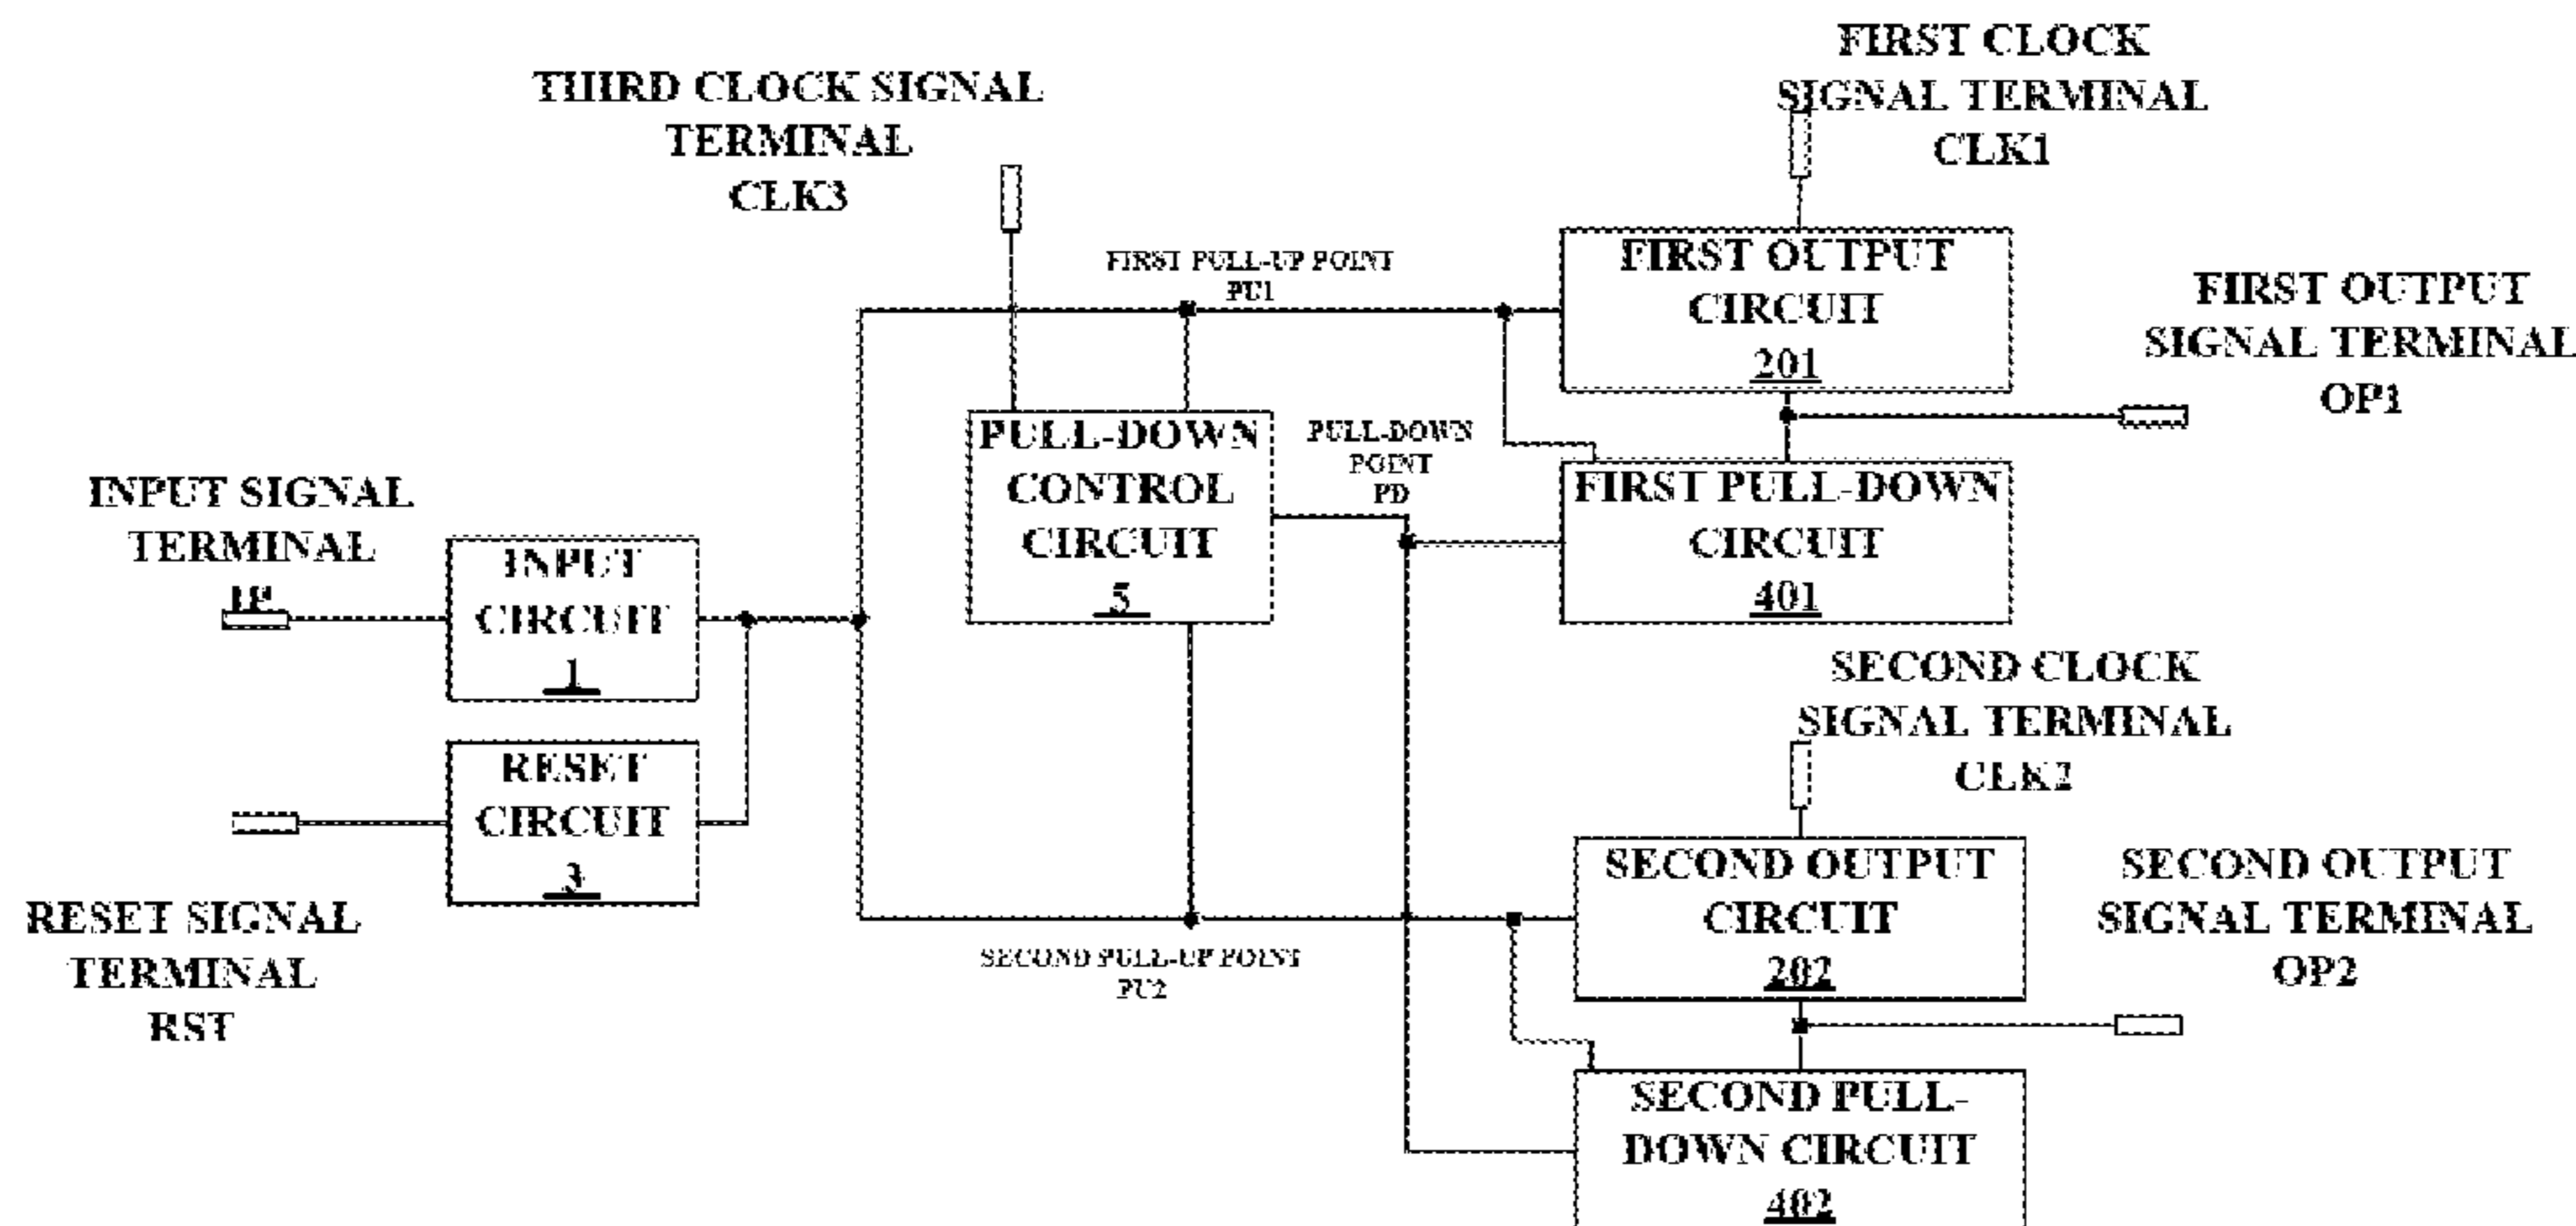 FIRST CLOCK
SIGNAL TERMINAL
CLK1
THIRD CLOCK SIGNAL
TERMINAL
CLK3
FIRST PULL-UP POINT
PU1
FIRST OUTPUT
CIRCUIT
201
FIRST OUTPUT
SIGNAL TERMINAL
OP1
PULL-DOWN
CONTROL
CIRCUIT
5
PULL-DOWN
POINT
PD
FIRST PULL-DOWN
CIRCUIT
401
INPUT SIGNAL
TERMINAL
IP
INPUT
CIRCUIT
1
SECOND CLOCK
SIGNAL TERMINAL
CLK2
RESET
CIRCUIT
3
RESET SIGNAL
TERMINAL
RST
SECOND PULL-UP POINT
PU2
SECOND OUTPUT
CIRCUIT
202
SECOND OUTPUT
SIGNAL TERMINAL
OP2
SECOND PULL-
DOWN CIRCUIT
402